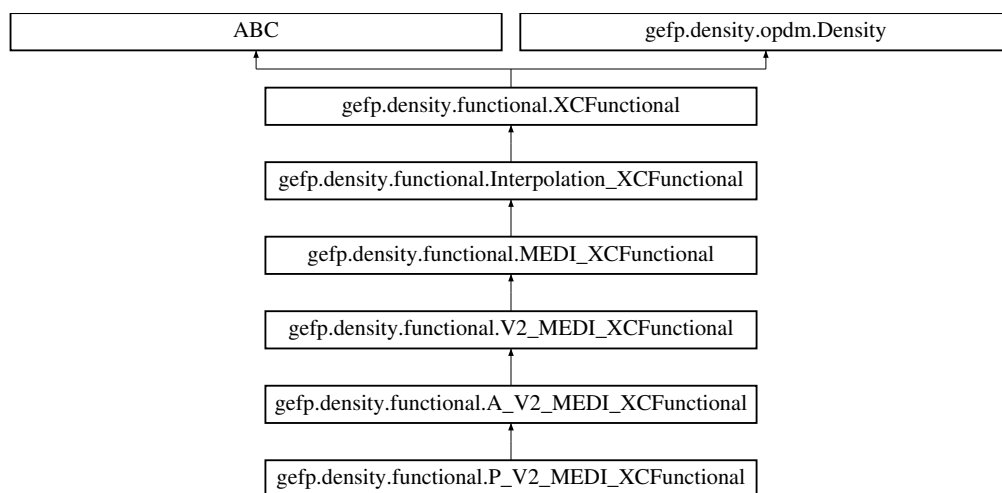 ABC
gefp.density.opdm.Density
gefp.density.functional.XCFunctional
gefp.density.functional.Interpolation_XCFunctional
gefp.density.functional.MEDI_XCFunctional
gefp.density.functional.V2_MEDI_XCFunctional
gefp.density.functional.A_V2_MEDI_XCFunctional
gefp.density.functional.P_V2_MEDI_XCFunctional